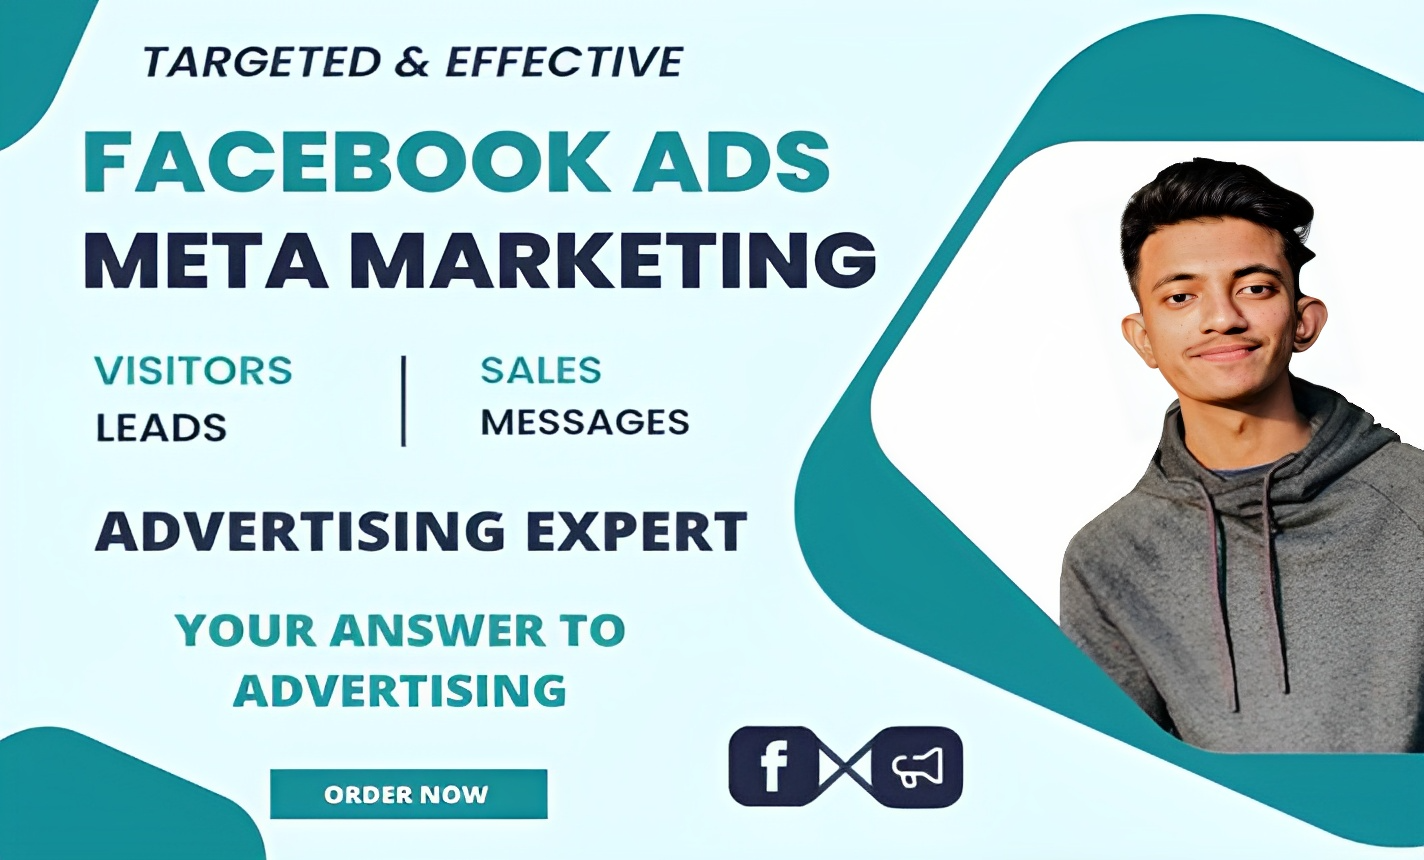 TARGETED & EFFECTIVE
FACEBOOK ADS
META MARKETING
VISITORS
LEADS
SALES
MESSAGES
ADVERTISING EXPERT
YOUR ANSWER TO
ADVERTISING
ORDER NOW
f